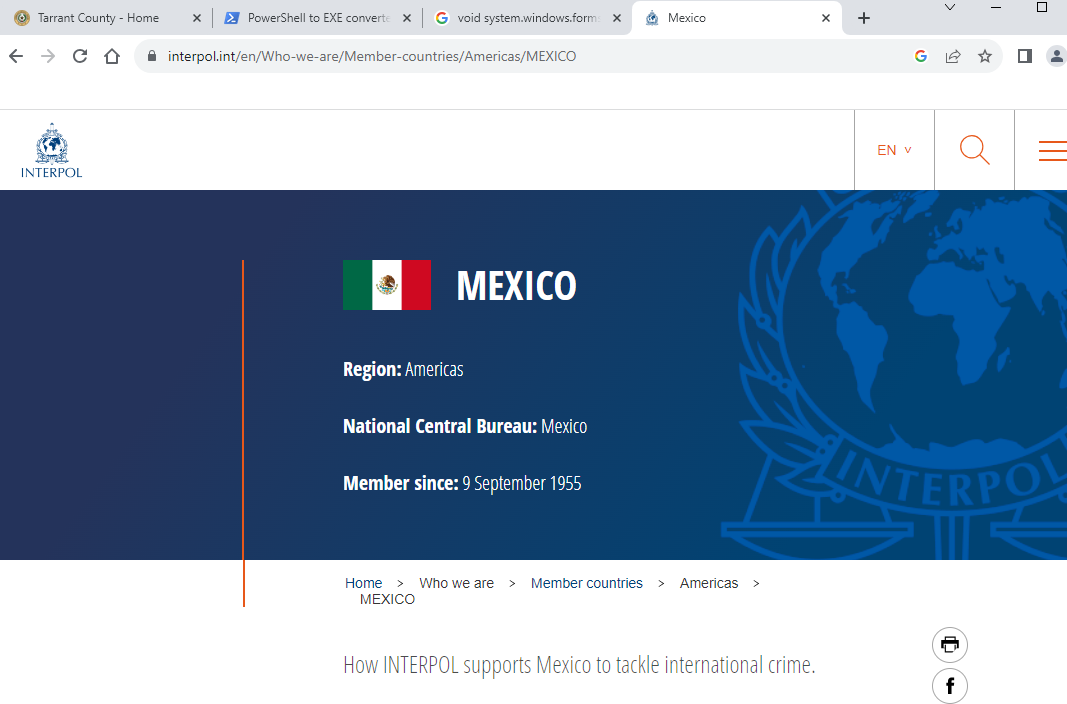 Tarrant County - Home
PowerShell to EXE converte
void system.windows.form
Mexico
interpol.int/en/Who-we-are/Member-countries/Americas/MEXICO
INTERPOL
EN
MEXICO
Region: Americas
National Central Bureau: Mexico
Member since: 9 September 1955
INTERPOL
Home > Who we are > Member countries > Americas >
MEXICO
How INTERPOL supports Mexico to tackle international crime.